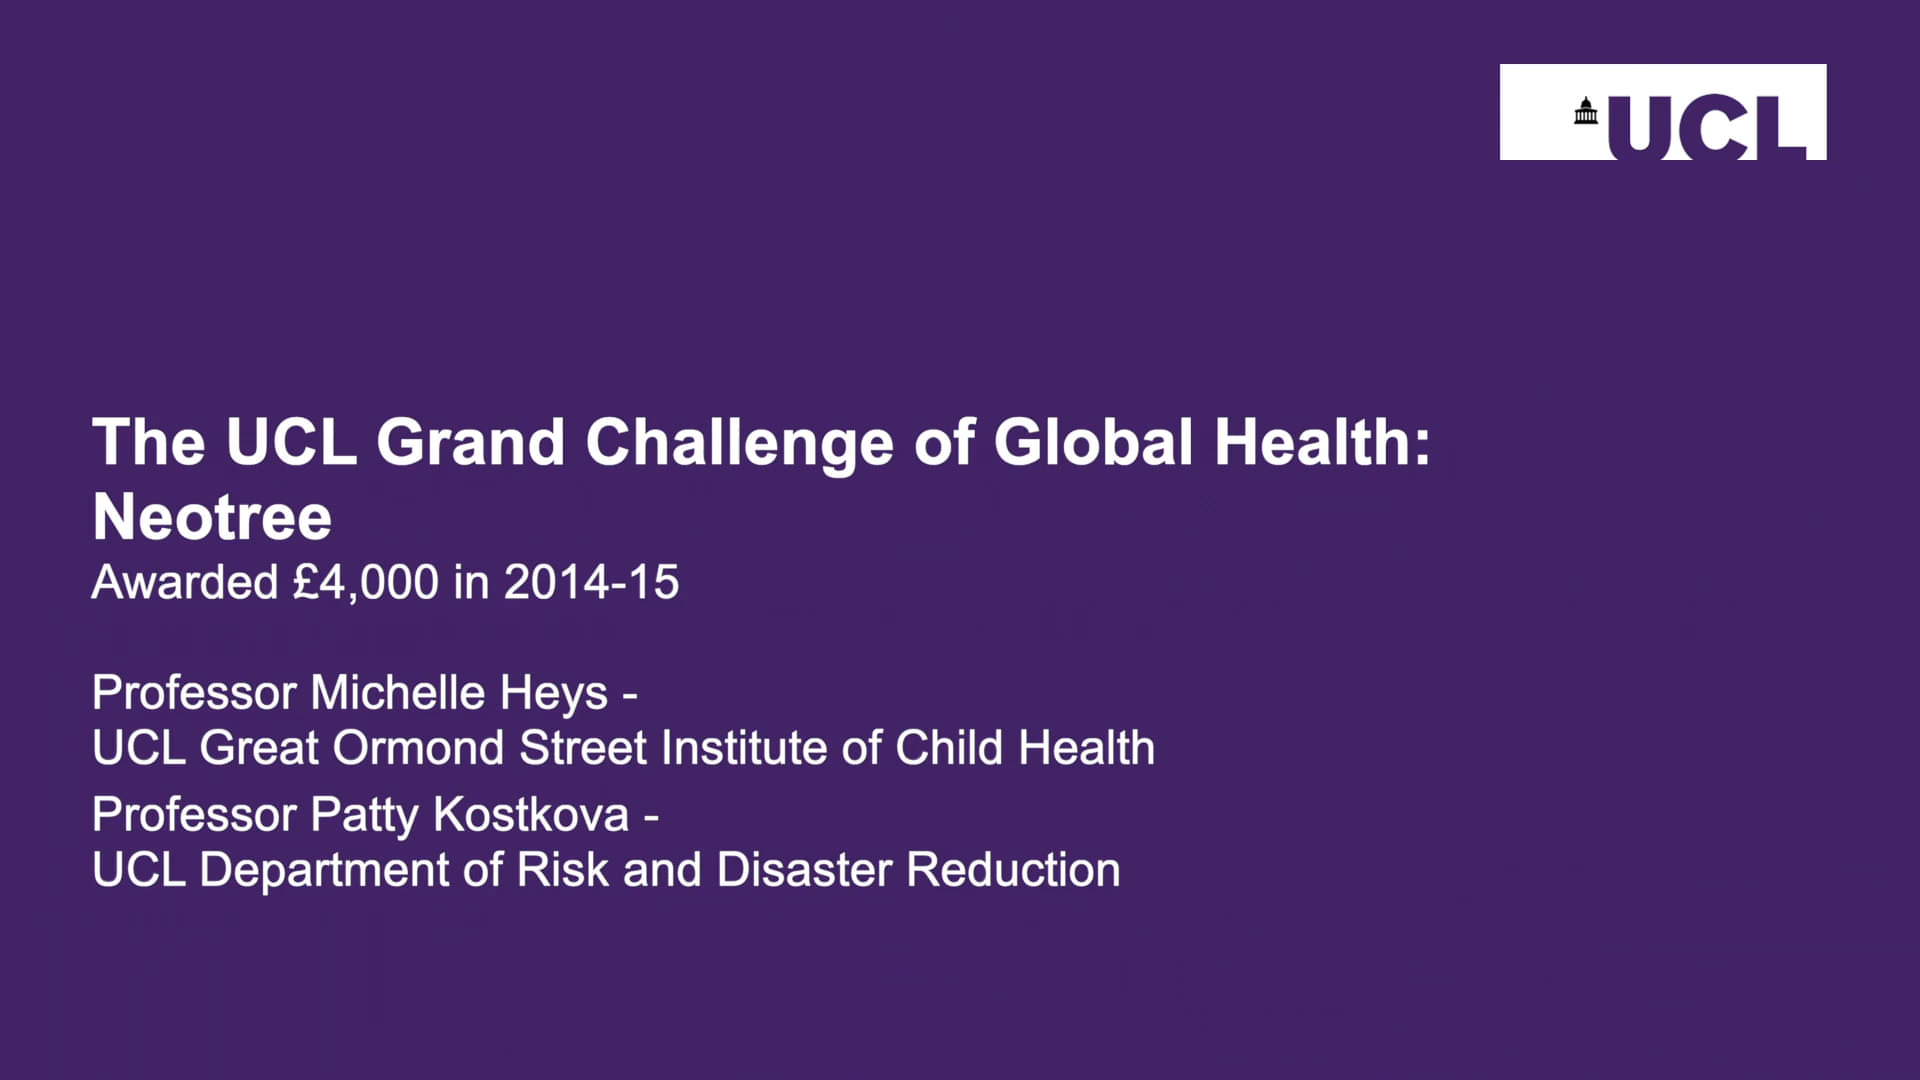 UCL
The UCL Grand Challenge of Global Health:
Neotree
Awarded £4,000 in 2014-15
Professor Michelle Heys -
UCL Great Ormond Street Institute of Child Health
Professor Patty Kostkova -
UCL Department of Risk and Disaster Reduction